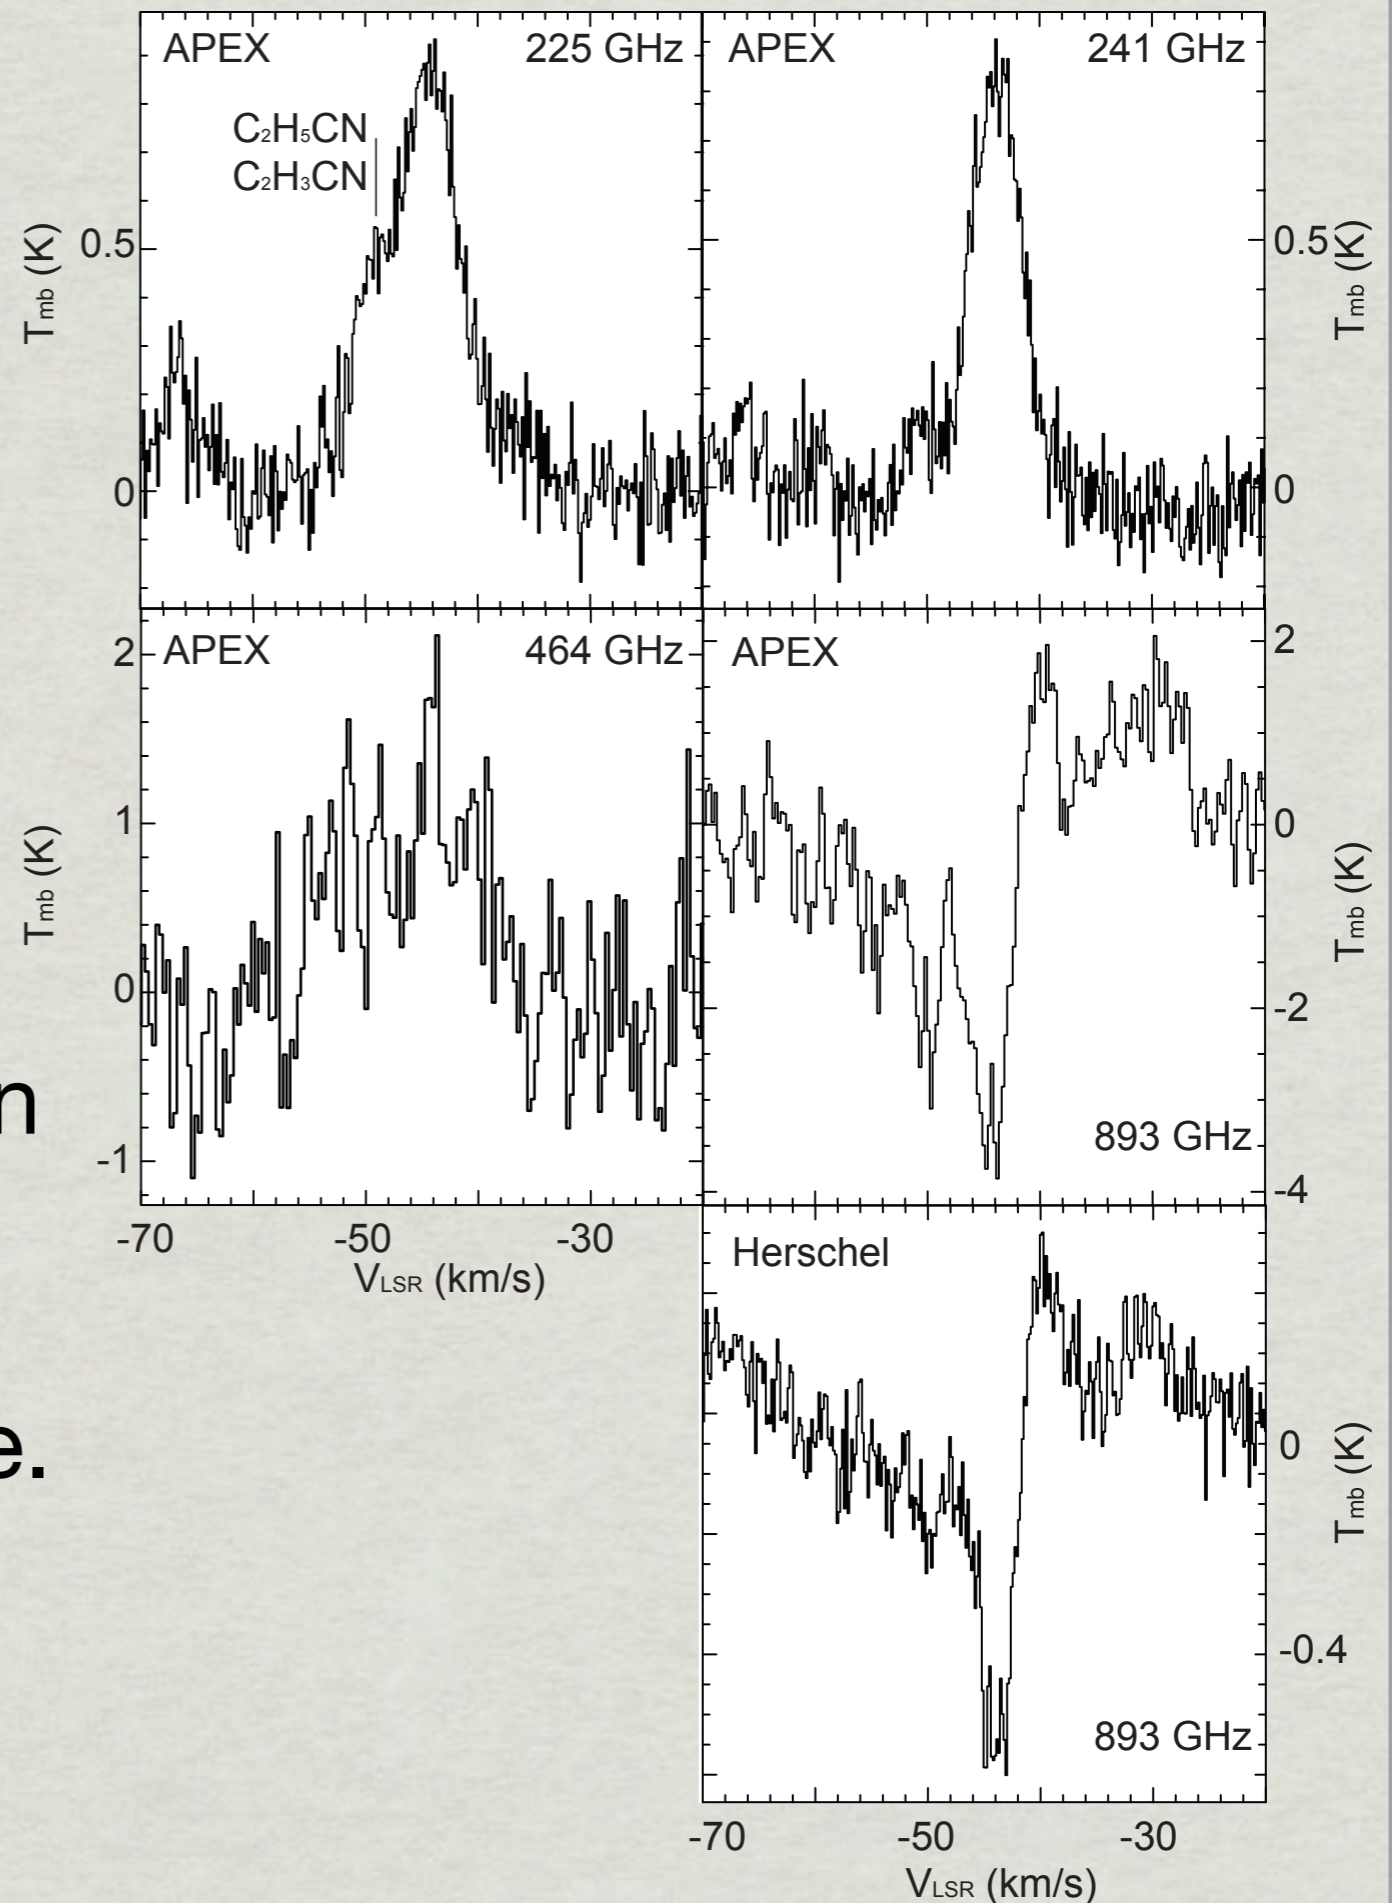 APEX 225 GHz
C₂H₅CN
C₂H₃CN
Tmb (K)
0.5
0
APEX 241 GHz
0.5
Tmb (K)
0
APEX 464 GHz
2
1
Tmb (K)
0
-1
-70 -50 -30
VLSR (km/s)
APEX
2
0
Tmb (K)
-2
893 GHz
-4
n
e.
Herschel
0
Tmb (K)
-0.4
893 GHz
-70 -50 -30
VLSR (km/s)